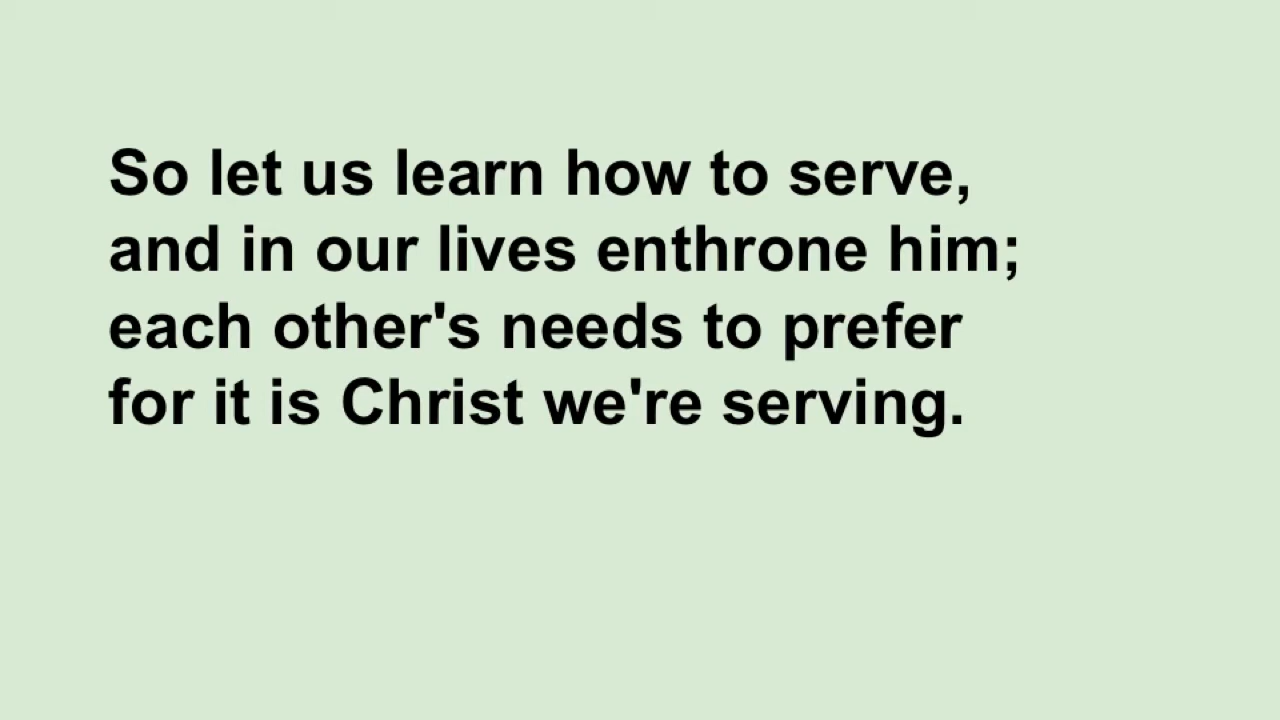 So let us learn how to serve,
and in our lives enthrone him;
each other's needs to prefer
for it is Christ we're serving.